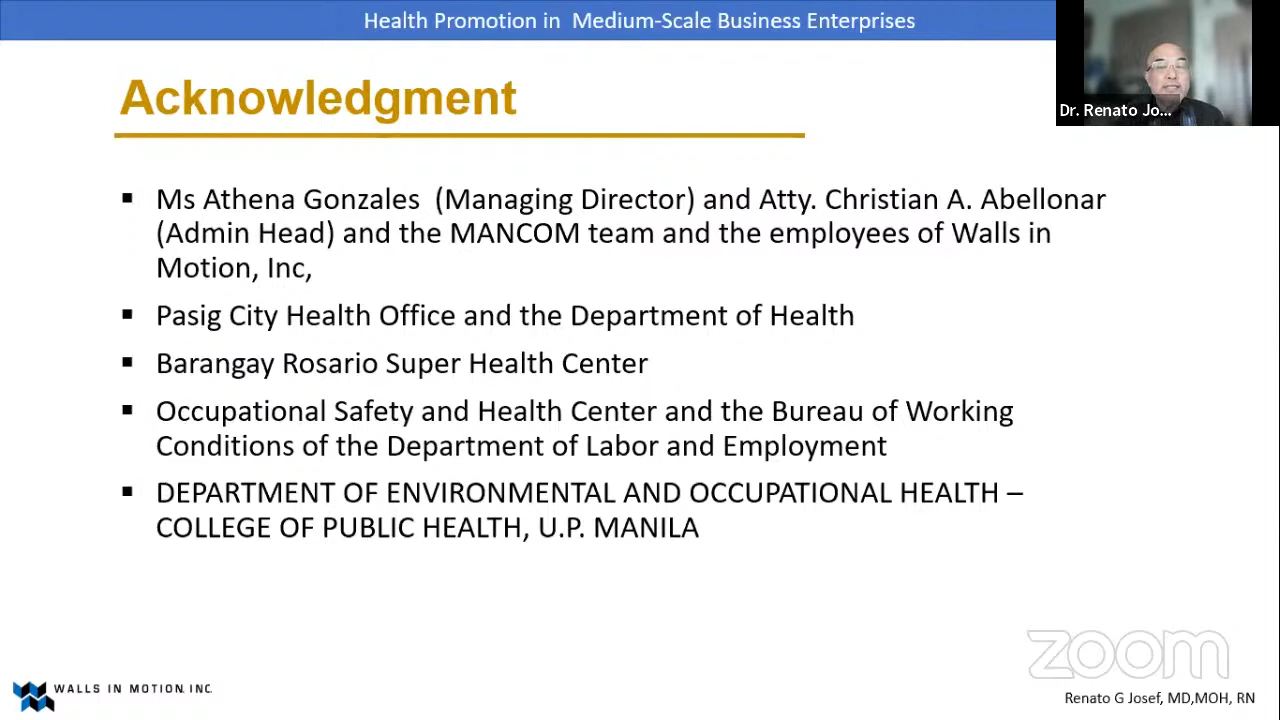 Health Promotion in Medium-Scale Business Enterprises
Dr. Renato Jo...
Acknowledgment
▪ Ms Athena Gonzales (Managing Director) and Atty. Christian A. Abellonar
(Admin Head) and the MANCOM team and the employees of Walls in
Motion, Inc,
▪ Pasig City Health Office and the Department of Health
▪ Barangay Rosario Super Health Center
▪ Occupational Safety and Health Center and the Bureau of Working
Conditions of the Department of Labor and Employment
▪ DEPARTMENT OF ENVIRONMENTAL AND OCCUPATIONAL HEALTH –
COLLEGE OF PUBLIC HEALTH, U.P. MANILA
zoom
WALLS IN MOTION, INC.
Renato G Josef, MD,MOH, RN